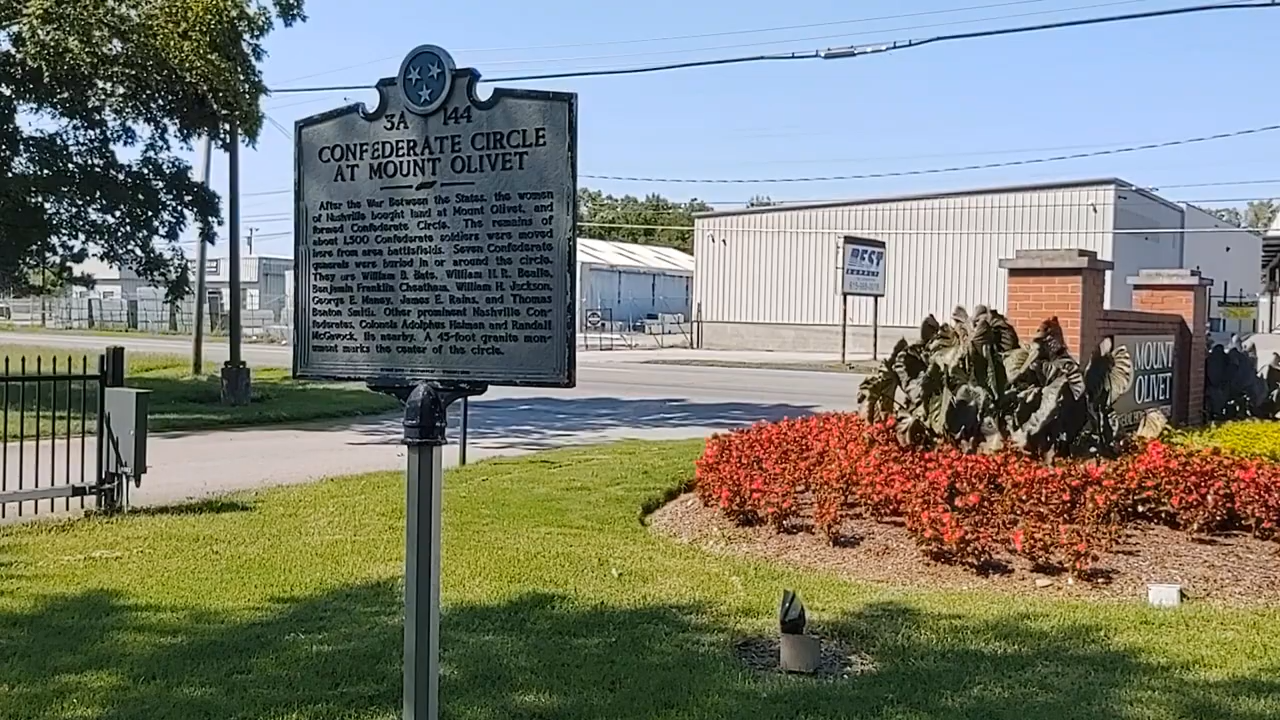 3A 144
CONFEDERATE CIRCLE
AT MOUNT OLIVET
After the War Between the States, the women
of Nashville bought land at Mount Olivet, and
formed Confederate Circle. The remains of
about 1,500 Confederate soldiers were moved
here from area battlefields. Seven Confederate
generals were buried in or around the circle.
They are William B. Bate, William N. R. Bealle,
Benjamin Franklin Cheatham, William H. Jackson,
George E. Maney, James E. Rains, and Thomas
Benton Smith. Other prominent Nashville Con-
federates, Colonels Adolphus Heiman and Randall
McGavock, lie nearby. A 45-foot granite mon-
ument marks the center of the circle.
BEST
SUPPLY
MOUNT
OLIVET